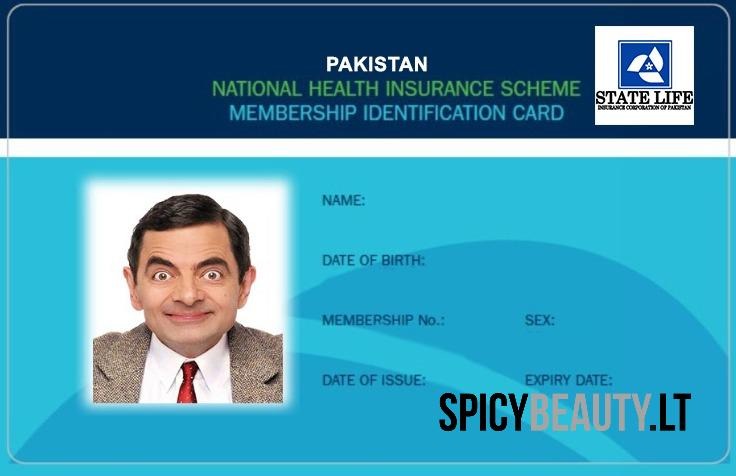 PAKISTAN
NATIONAL HEALTH INSURANCE SCHEME
MEMBERSHIP IDENTIFICATION CARD
STATE LIFE
INSURANCE CORPORATION OF PAKISTAN
NAME:
DATE OF BIRTH:
MEMBERSHIP No.: SEX:
DATE OF ISSUE: EXPIRY DATE:
SPICYBEAUTY.LT